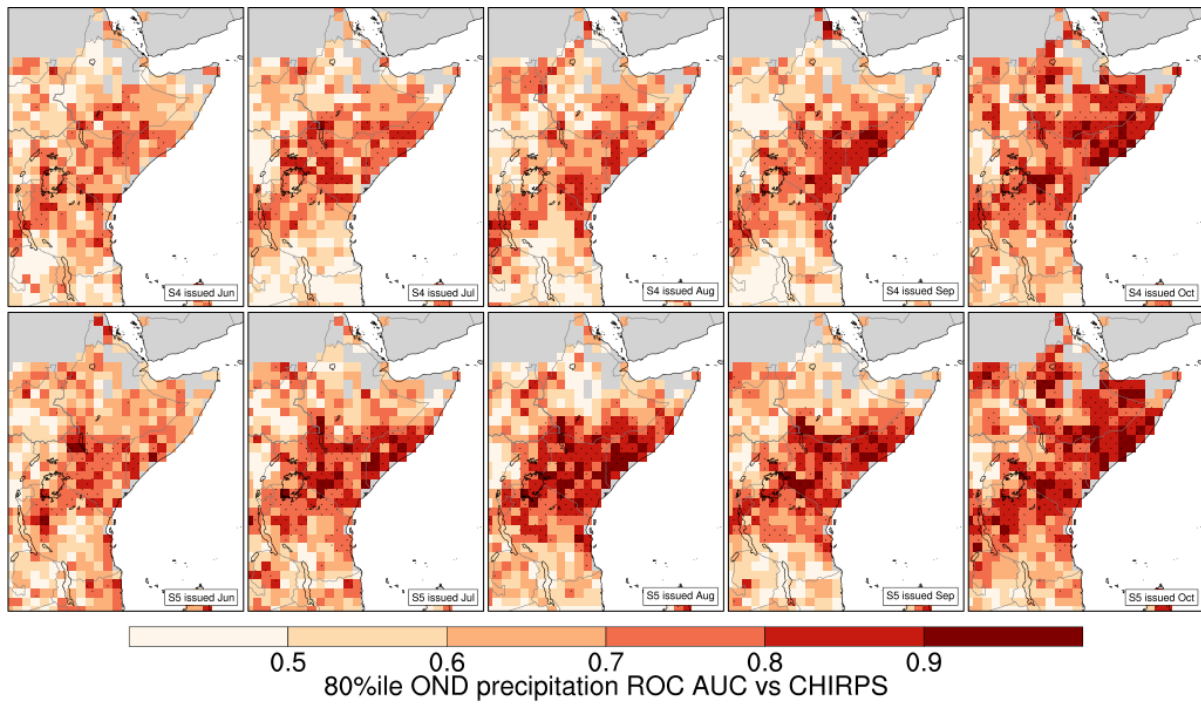 S4 issued Jun
S4 issued Jul
S4 issued Aug
S4 issued Sep
S4 issued Oct
S5 issued Jun
S5 issued Jul
S5 issued Aug
S5 issued Sep
S5 issued Oct
0.5 0.6 0.7 0.8 0.9
80%ile OND precipitation ROC AUC vs CHIRPS